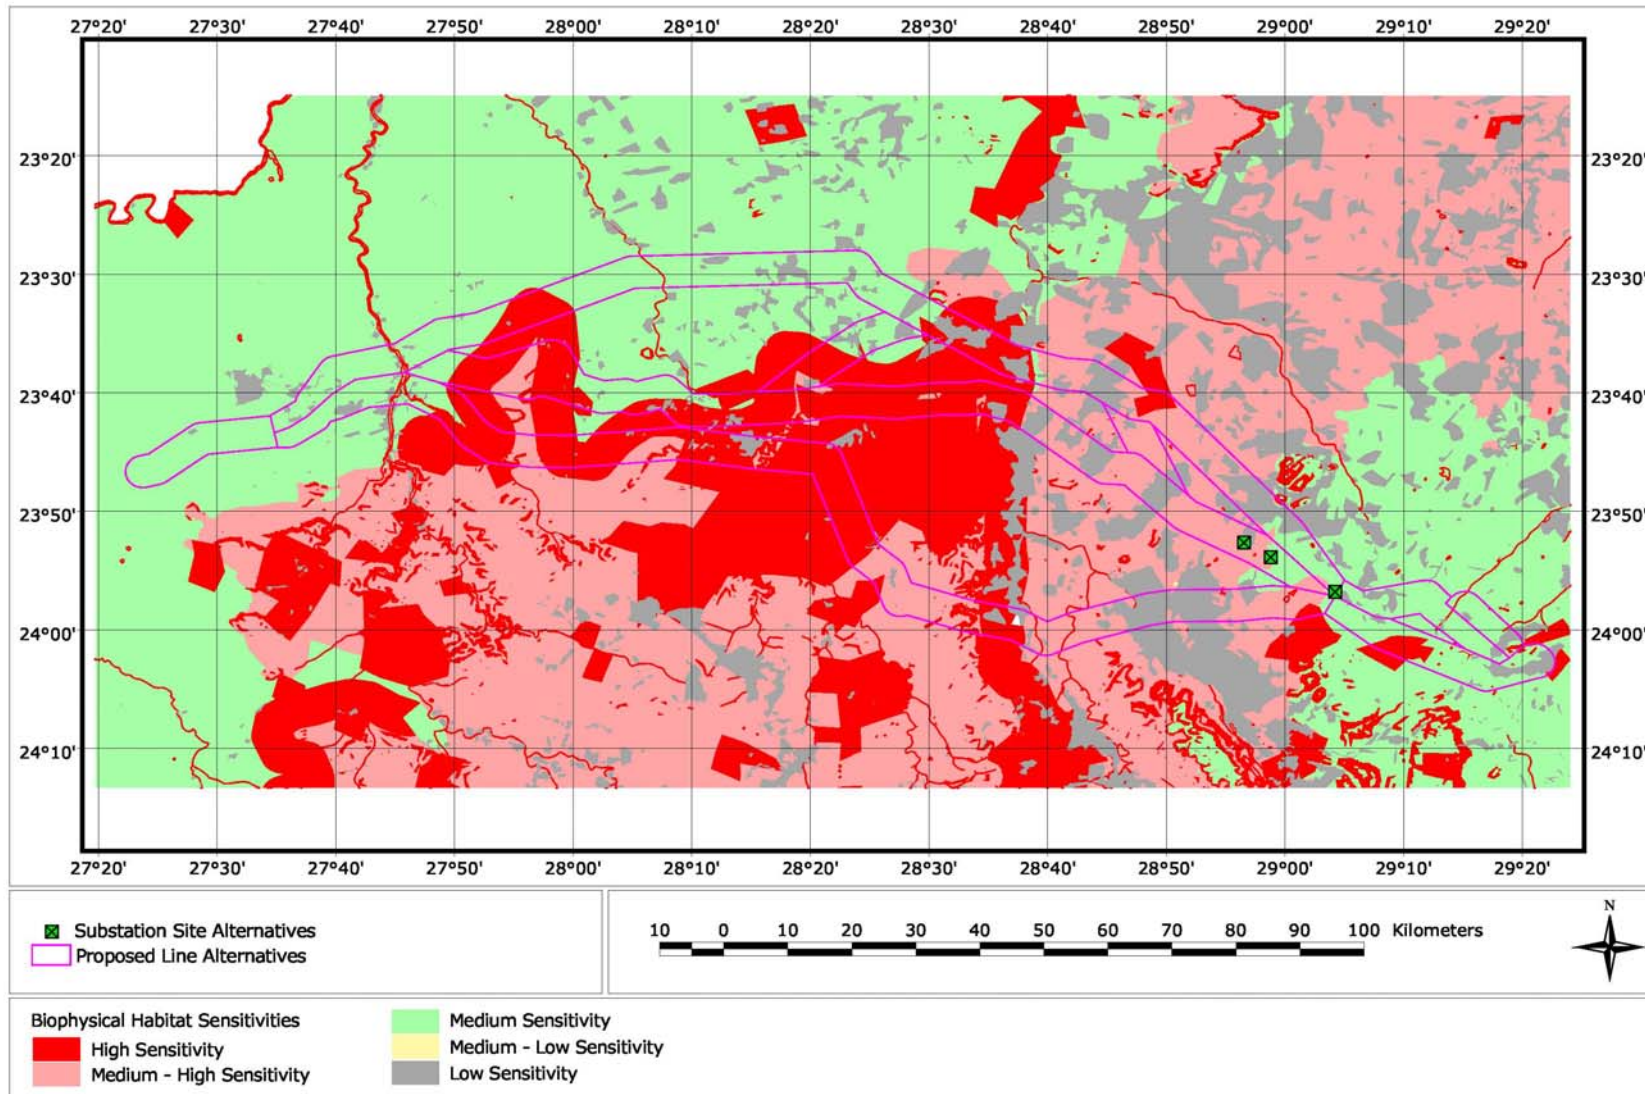 27°20' 27°30' 27°40' 27°50' 28°00' 28°10' 28°20' 28°30' 28°40' 28°50' 29°00' 29°10' 29°20'
23°20' 23°20'
23°30' 23°30'
23°40' 23°40'
23°50' 23°50'
24°00' 24°00'
24°10' 24°10'
27°20' 27°30' 27°40' 27°50' 28°00' 28°10' 28°20' 28°30' 28°40' 28°50' 29°00' 29°10' 29°20'
Substation Site Alternatives
Proposed Line Alternatives
10 0 10 20 30 40 50 60 70 80 90 100 Kilometers
N
Biophysical Habitat Sensitivities
High Sensitivity
Medium - High Sensitivity
Medium Sensitivity
Medium - Low Sensitivity
Low Sensitivity